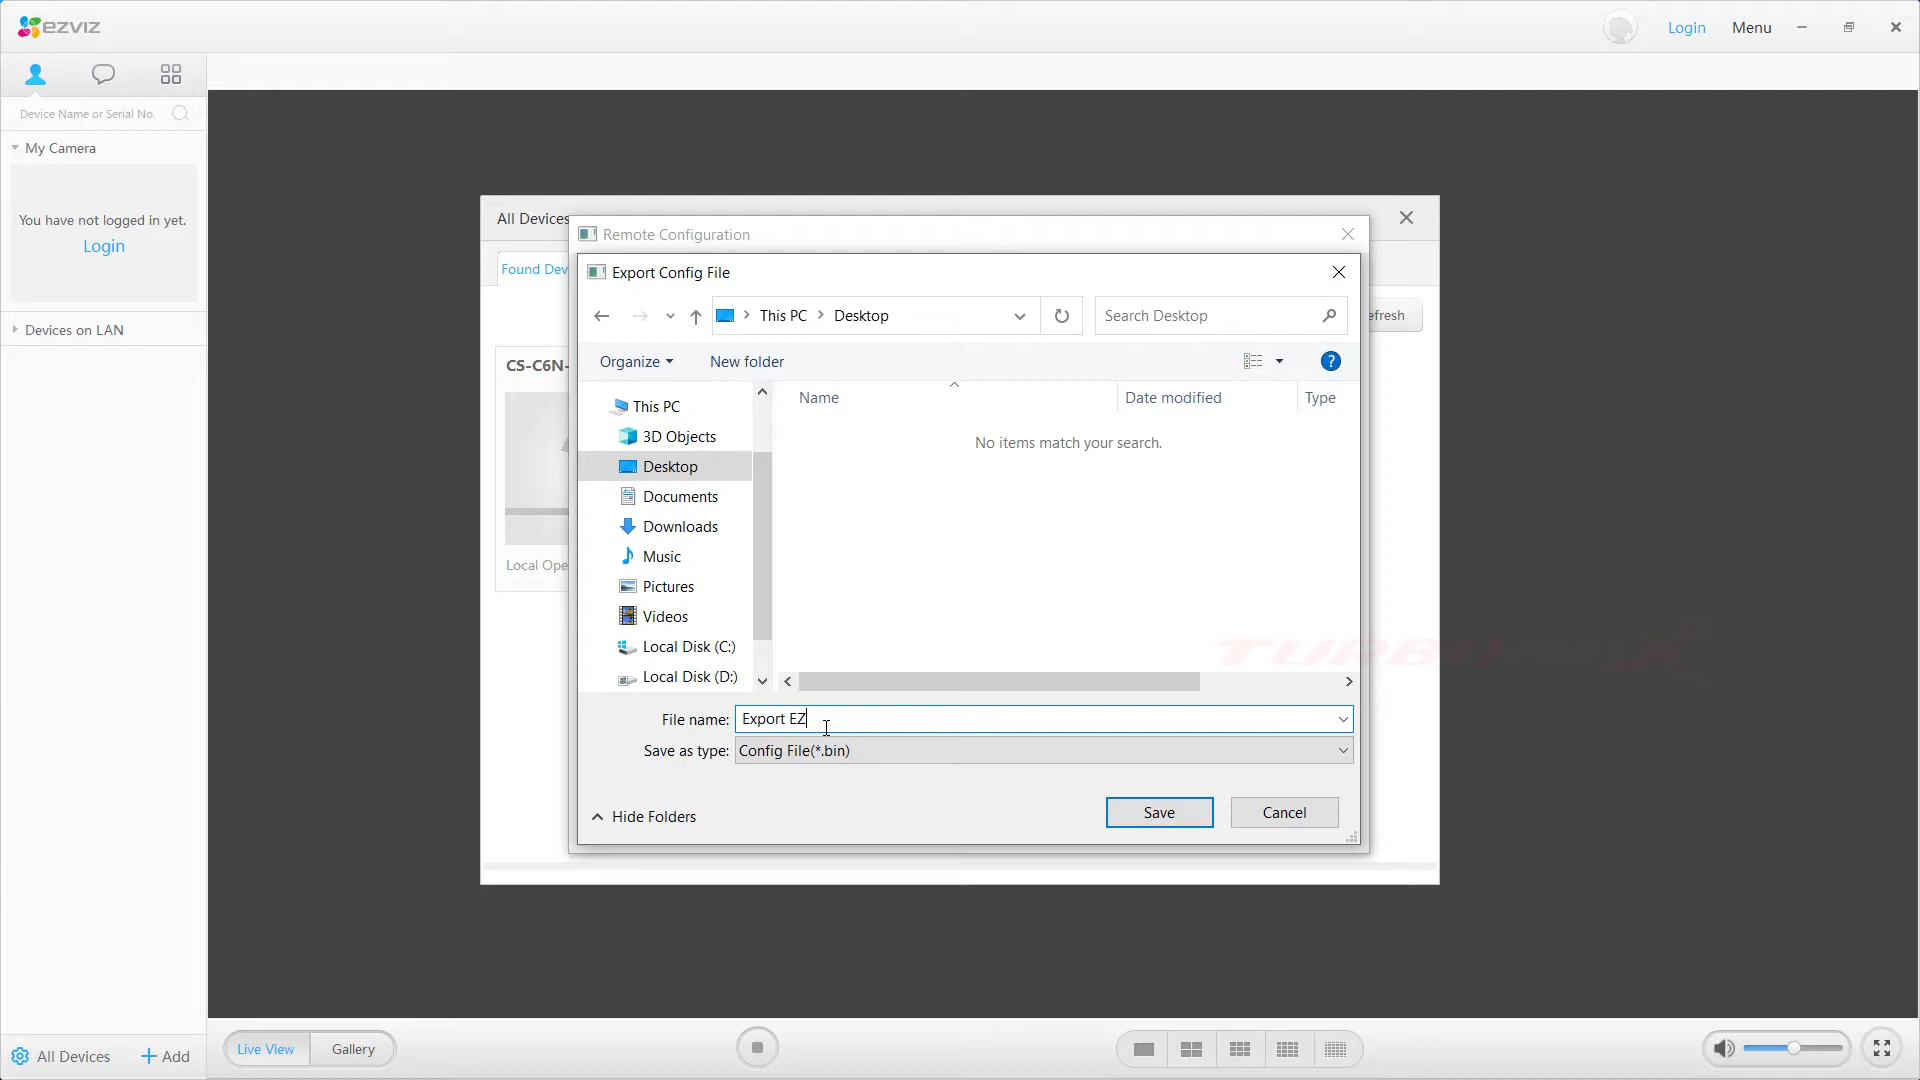 ezviz
Login
Menu
Device Name or Serial No.
My Camera
You have not logged in yet.
Login
Devices on LAN
All Devices
Remote Configuration
Found Dev
efresh
CS-C6N-
Local Ope
Export Config File
This PC
Desktop
Search Desktop
Organize
New folder
This PC
3D Objects
Desktop
Documents
Downloads
Music
Pictures
Videos
Local Disk (C:)
Local Disk (D:)
Name
Date modified
Type
No items match your search.
File name: Export EZ
Save as type: Config File(*.bin)
Hide Folders
Save
Cancel
All Devices
Add
Live View
Gallery